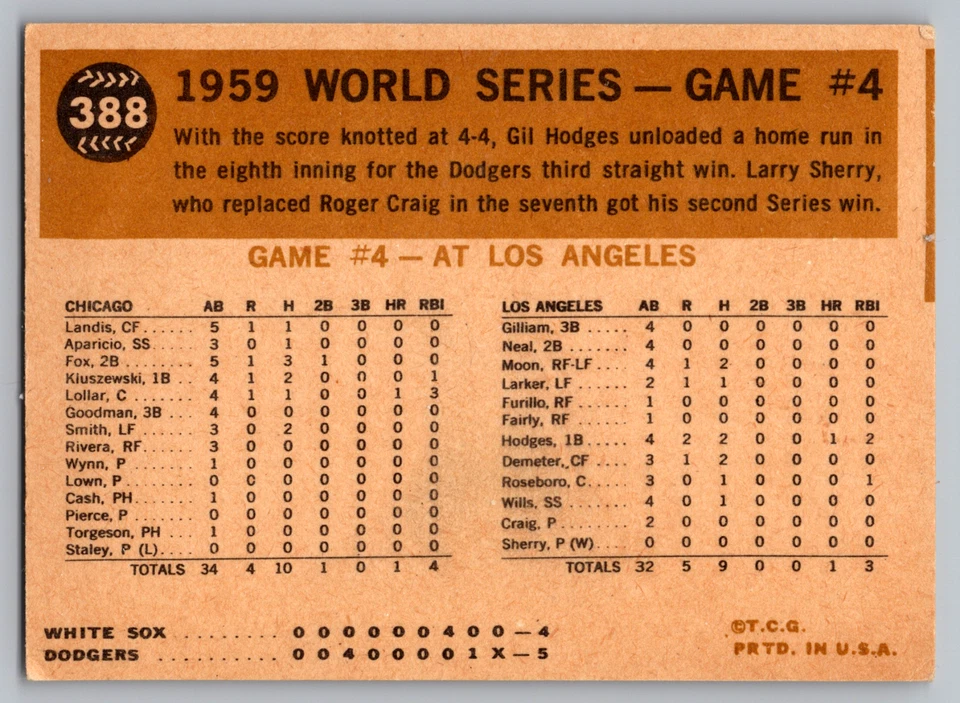 388
1959 WORLD SERIES — GAME #4
With the score knotted at 4-4, Gil Hodges unloaded a home run in
the eighth inning for the Dodgers third straight win. Larry Sherry,
who replaced Roger Craig in the seventh got his second Series win.
GAME #4 — AT LOS ANGELES
CHICAGO AB R H 2B 3B HR RBI
Landis, CF...... 5 1 1 0 0 0 0
Aparicio, SS..... 3 0 1 0 0 0 0
Fox, 2B ........ 5 1 3 1 0 0 0
Kluszewski, 1B .. 4 1 2 0 0 0 1
Lollar, C ....... 4 1 1 0 0 1 3
Goodman, 3B ... 4 0 0 0 0 0 0
Smith, LF ...... 3 0 2 0 0 0 0
Rivera, RF...... 3 0 0 0 0 0 0
Wynn, P ....... 1 0 0 0 0 0 0
Lown, P........ 0 0 0 0 0 0 0
Cash, PH....... 1 0 0 0 0 0 0
Pierce, P ....... 0 0 0 0 0 0 0
Torgeson, PH ... 1 0 0 0 0 0 0
Staley, P (L).... 0 0 0 0 0 0 0
TOTALS 34 4 10 1 0 1 4
LOS ANGELES AB R H 2B 3B HR RBI
Gilliam, 3B ..... 4 0 0 0 0 0 0
Neal, 2B ....... 4 0 0 0 0 0 0
Moon, RF-LF .... 4 1 2 0 0 0 0
Larker, LF ...... 2 1 1 0 0 0 0
Furillo, RF ...... 1 0 0 0 0 0 0
Fairly, RF ...... 1 0 0 0 0 0 0
Hodges, 1B ..... 4 2 2 0 0 1 2
Demeter, CF .... 3 1 2 0 0 0 0
Roseboro, C..... 3 0 1 0 0 0 1
Wills, SS ....... 4 0 1 0 0 0 0
Craig, P ........ 2 0 0 0 0 0 0
Sherry, P (W).... 0 0 0 0 0 0 0
TOTALS 32 5 9 0 0 1 3
WHITE SOX ......... 0 0 0 0 0 0 4 0 0 — 4
DODGERS .......... 0 0 4 0 0 0 0 1 X — 5
©T.C.G.
PRTD. IN U.S.A.